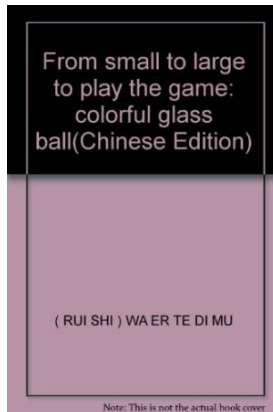 From small to large
to play the game:
colorful glass
ball(Chinese Edition)
( RUI SHI ) WA ER TE DI MU
Note: This is not the actual book cover